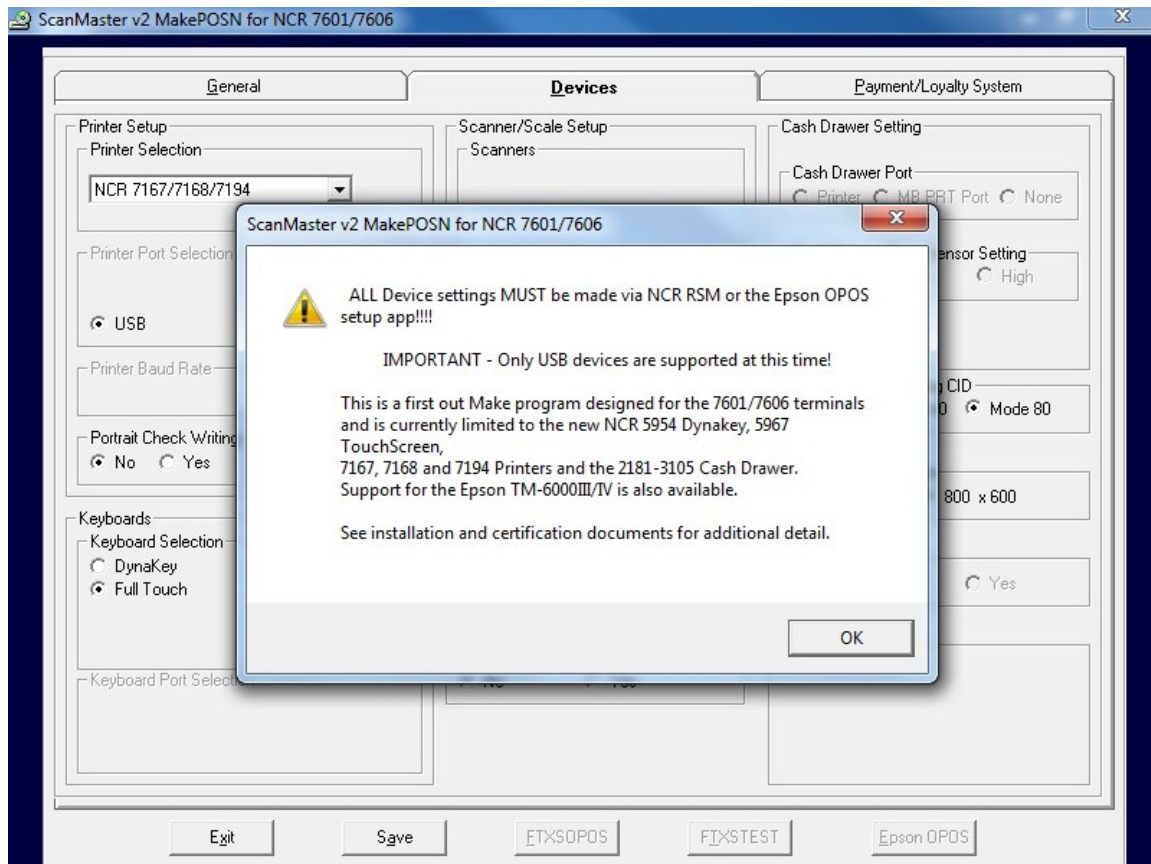 ScanMaster v2 MakePOSN for NCR 7601/7606
General
Devices
Payment/Loyalty System
Printer Setup
Printer Selection
NCR 7167/7168/7194
Printer Port Selection
USB
Printer Baud Rate
Portrait Check Writing
No Yes
Keyboards
Keyboard Selection
DynaKey
Full Touch
Keyboard Port
Scanner/Scale Setup
Scanners
Cash Drawer Setting
Cash Drawer Port
Printer MB PRT Port None
Setting
High
CID
Mode 80
800 x 600
Yes
ScanMaster v2 MakePOSN for NCR 7601/7606
ALL Device settings MUST be made via NCR RSM or the Epson OPOS
setup app!!!!
IMPORTANT - Only USB devices are supported at this time!
This is a first out Make program designed for the 7601/7606 terminals
and is currently limited to the new NCR 5954 Dynakey, 5967
TouchScreen,
7167, 7168 and 7194 Printers and the 2181-3105 Cash Drawer.
Support for the Epson TM-6000III/IV is also available.
See installation and certification documents for additional detail.
OK
Exit
Save
FTXSOPOS
FTXSTEST
Epson OPOS